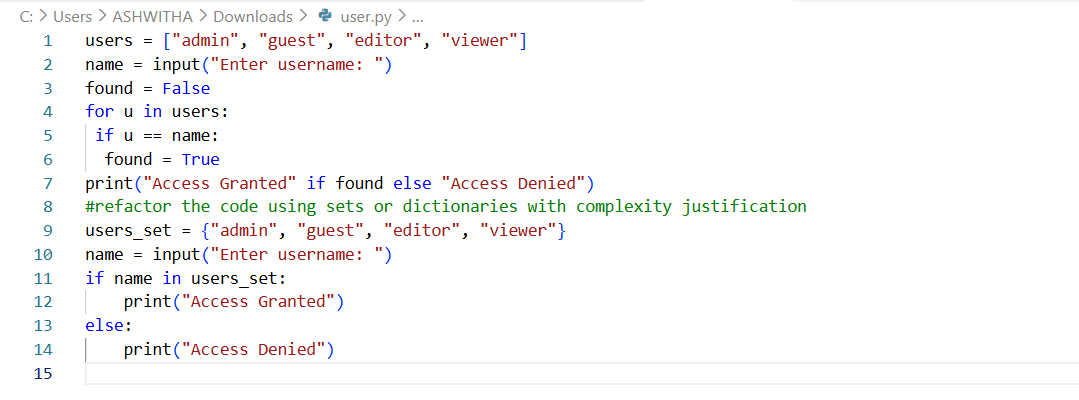 C: > Users > ASHWITHA > Downloads > user.py > ...
1 users = ["admin", "guest", "editor", "viewer"]
2 name = input("Enter username: ")
3 found = False
4 for u in users:
5  if u == name:
6   found = True
7 print("Access Granted" if found else "Access Denied")
8 #refactor the code using sets or dictionaries with complexity justification
9 users_set = {"admin", "guest", "editor", "viewer"}
10 name = input("Enter username: ")
11 if name in users_set:
12     print("Access Granted")
13 else:
14     print("Access Denied")
15